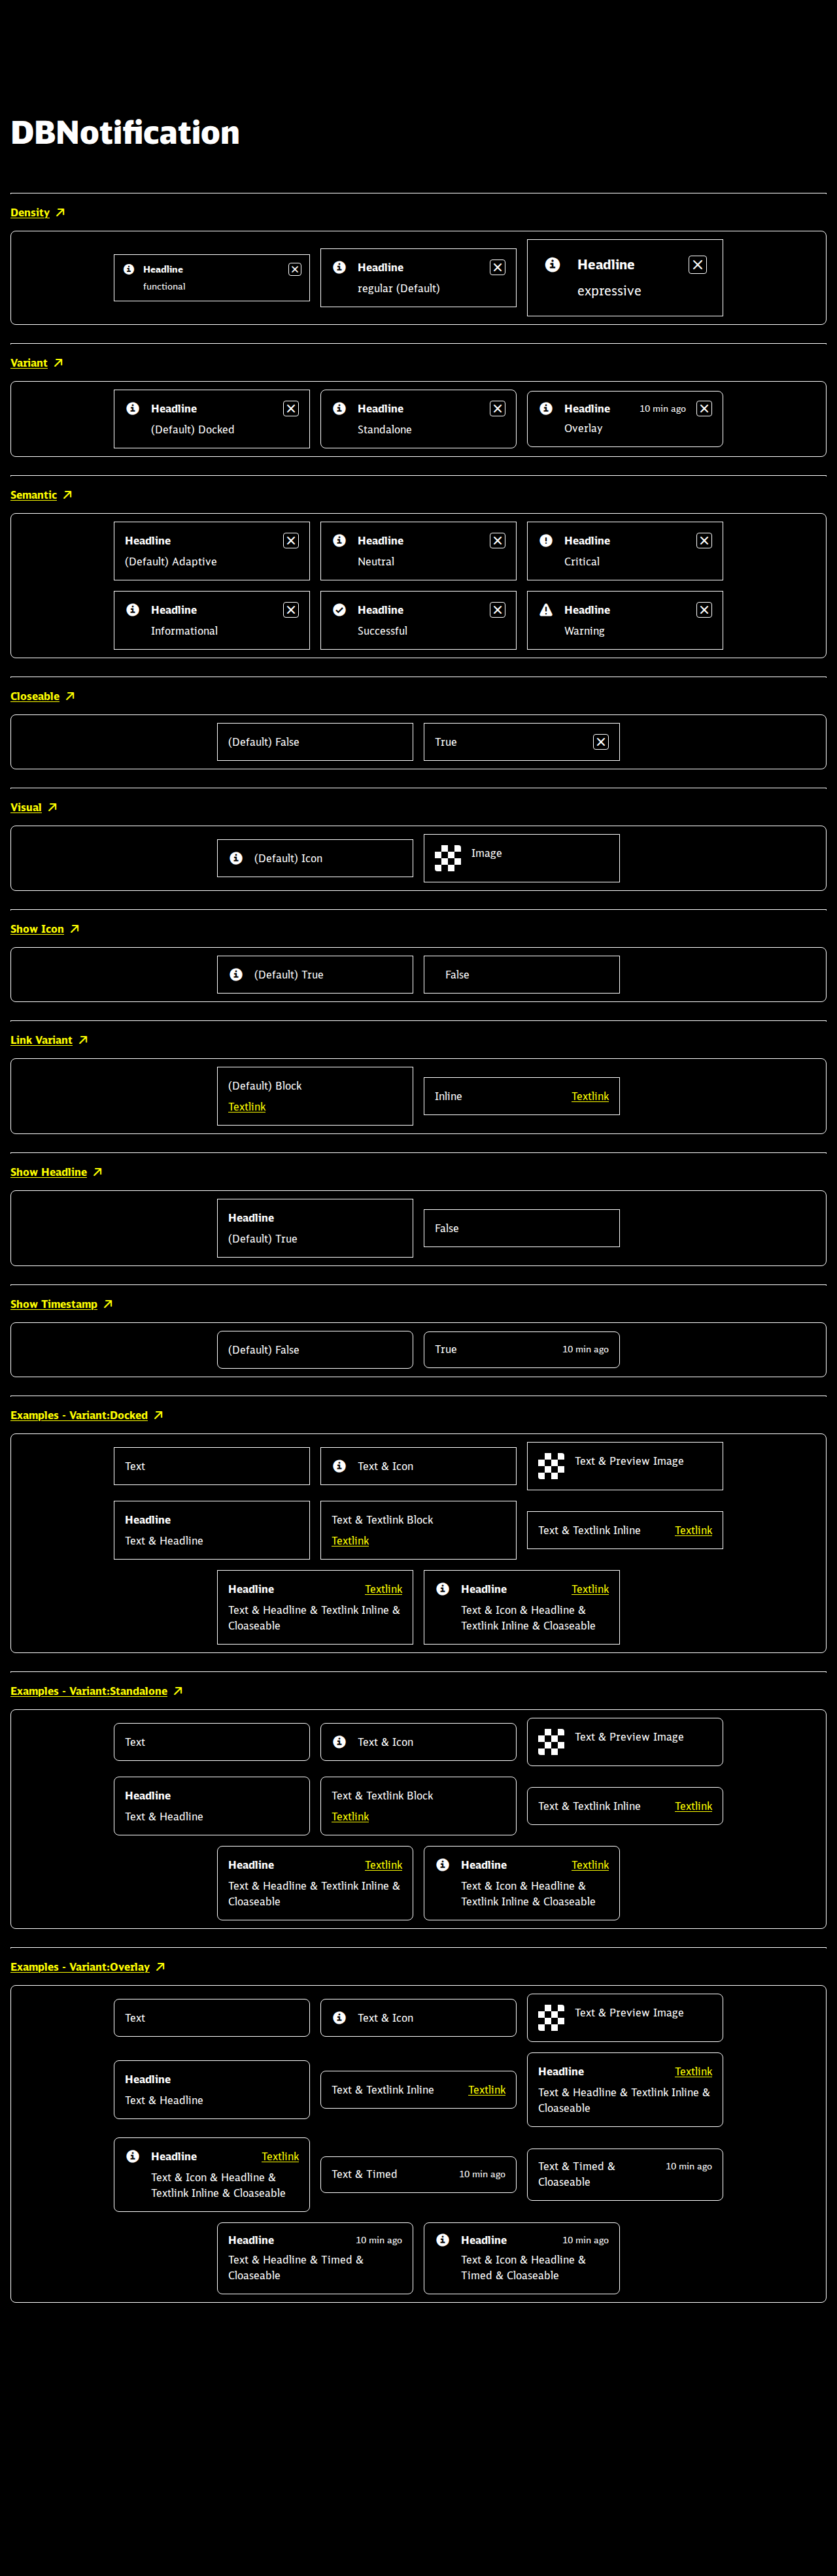 DBNotification
Density
Headline
functional
Headline
regular (Default)
Headline
expressive
Variant
Headline
(Default) Docked
Headline
Standalone
Headline 10 min ago
Overlay
Semantic
Headline
(Default) Adaptive
Headline
Neutral
Headline
Critical
Headline
Informational
Headline
Successful
Headline
Warning
Closeable
(Default) False
True
Visual
(Default) Icon
Image
Show Icon
(Default) True
False
Link Variant
(Default) Block
Textlink
Inline Textlink
Show Headline
Headline
(Default) True
False
Show Timestamp
(Default) False
True 10 min ago
Examples - Variant:Docked
Text
Text & Icon
Text & Preview Image
Headline
Text & Headline
Text & Textlink Block
Textlink
Text & Textlink Inline Textlink
Headline Textlink
Text & Headline & Textlink Inline &
Cloaseable
Headline Textlink
Text & Icon & Headline &
Textlink Inline & Cloaseable
Examples - Variant:Standalone
Text
Text & Icon
Text & Preview Image
Headline
Text & Headline
Text & Textlink Block
Textlink
Text & Textlink Inline Textlink
Headline Textlink
Text & Headline & Textlink Inline &
Cloaseable
Headline Textlink
Text & Icon & Headline &
Textlink Inline & Cloaseable
Examples - Variant:Overlay
Text
Text & Icon
Text & Preview Image
Headline
Text & Headline
Text & Textlink Inline Textlink
Headline Textlink
Text & Headline & Textlink Inline &
Cloaseable
Headline Textlink
Text & Icon & Headline &
Textlink Inline & Cloaseable
Text & Timed 10 min ago
Text & Timed & 10 min ago
Cloaseable
Headline 10 min ago
Text & Headline & Timed &
Cloaseable
Headline 10 min ago
Text & Icon & Headline &
Timed & Cloaseable